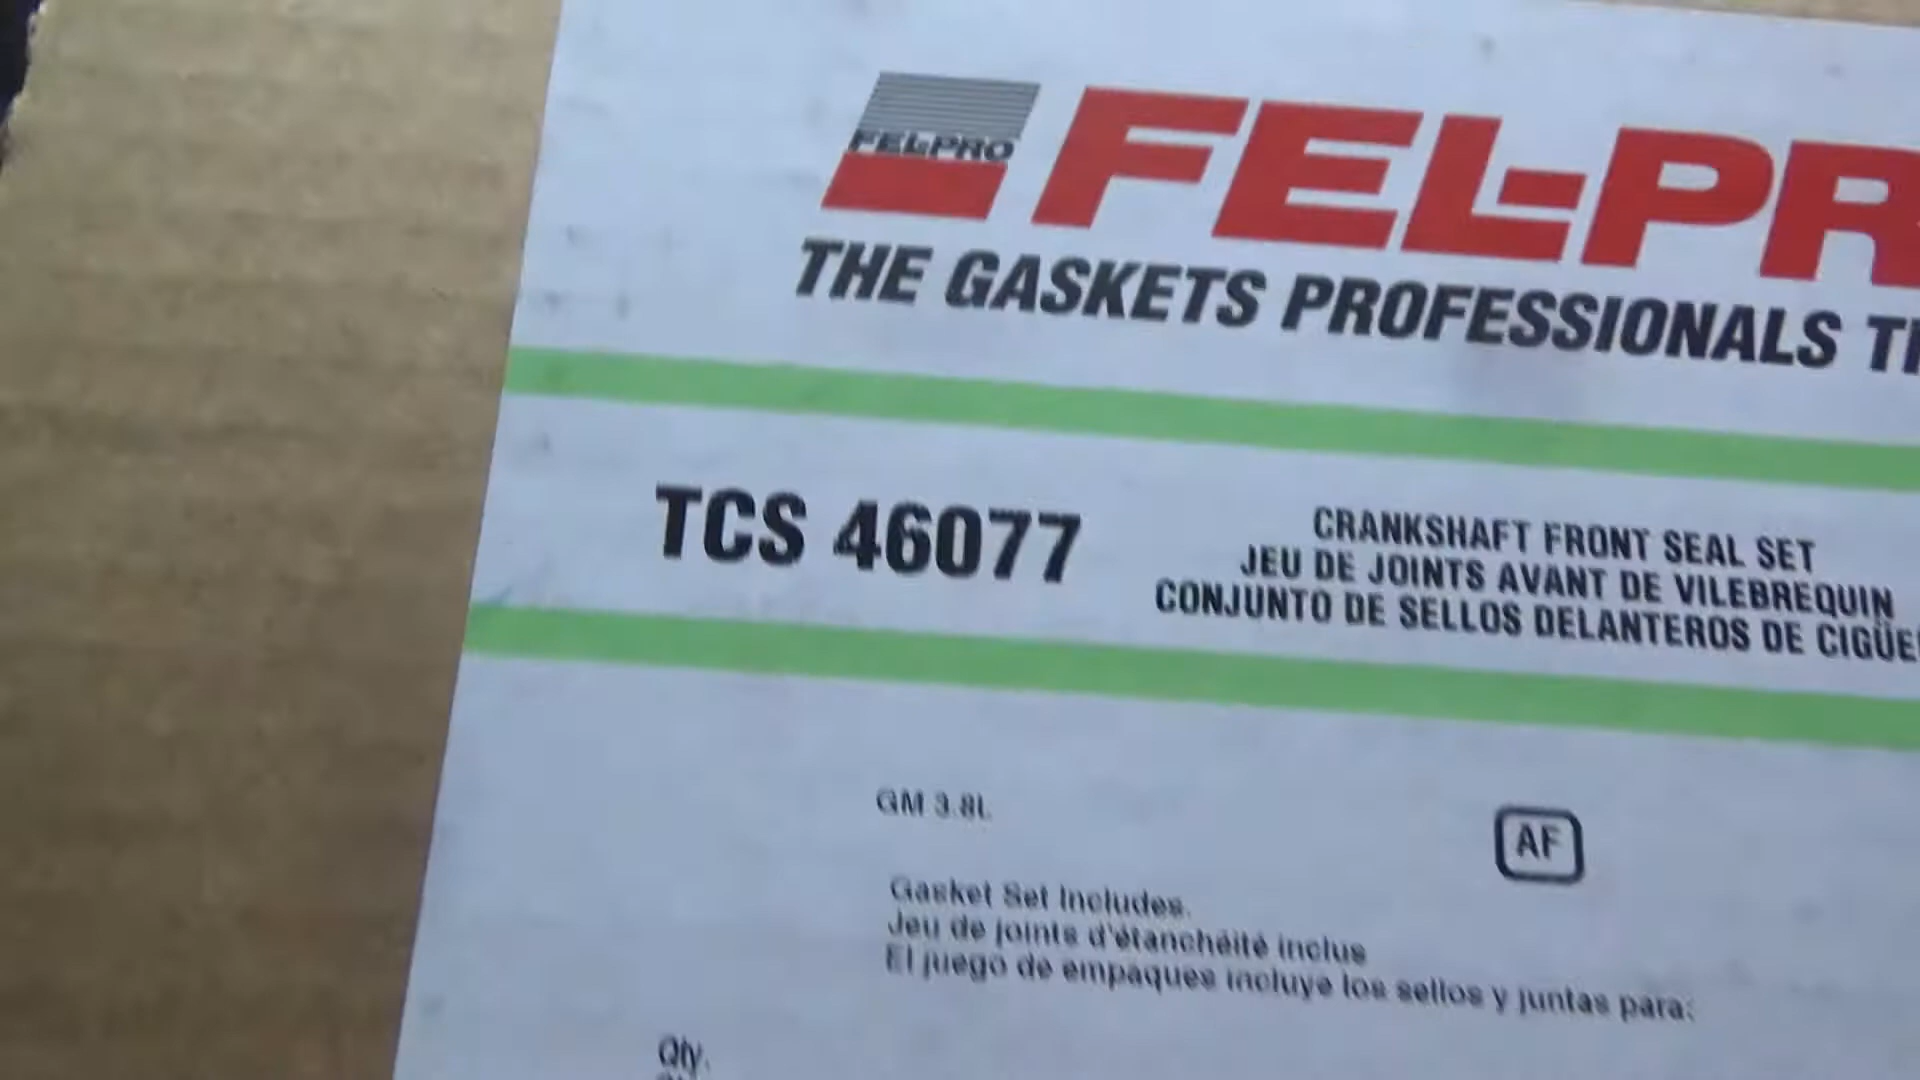 FEL-PRO
FEL-PR
THE GASKETS PROFESSIONALS
TCS 46077
CRANKSHAFT FRONT SEAL SET
JEU DE JOINTS AVANT DE VILEBREQUIN
CONJUNTO DE SELLOS DELANTEROS DE CIGÜE
GM 3.8L
AF
Gasket Set Includes.
Jeu de joints d'étanchéité inclus
El juego de empaques incluye los sellos y juntas para:
Qty.